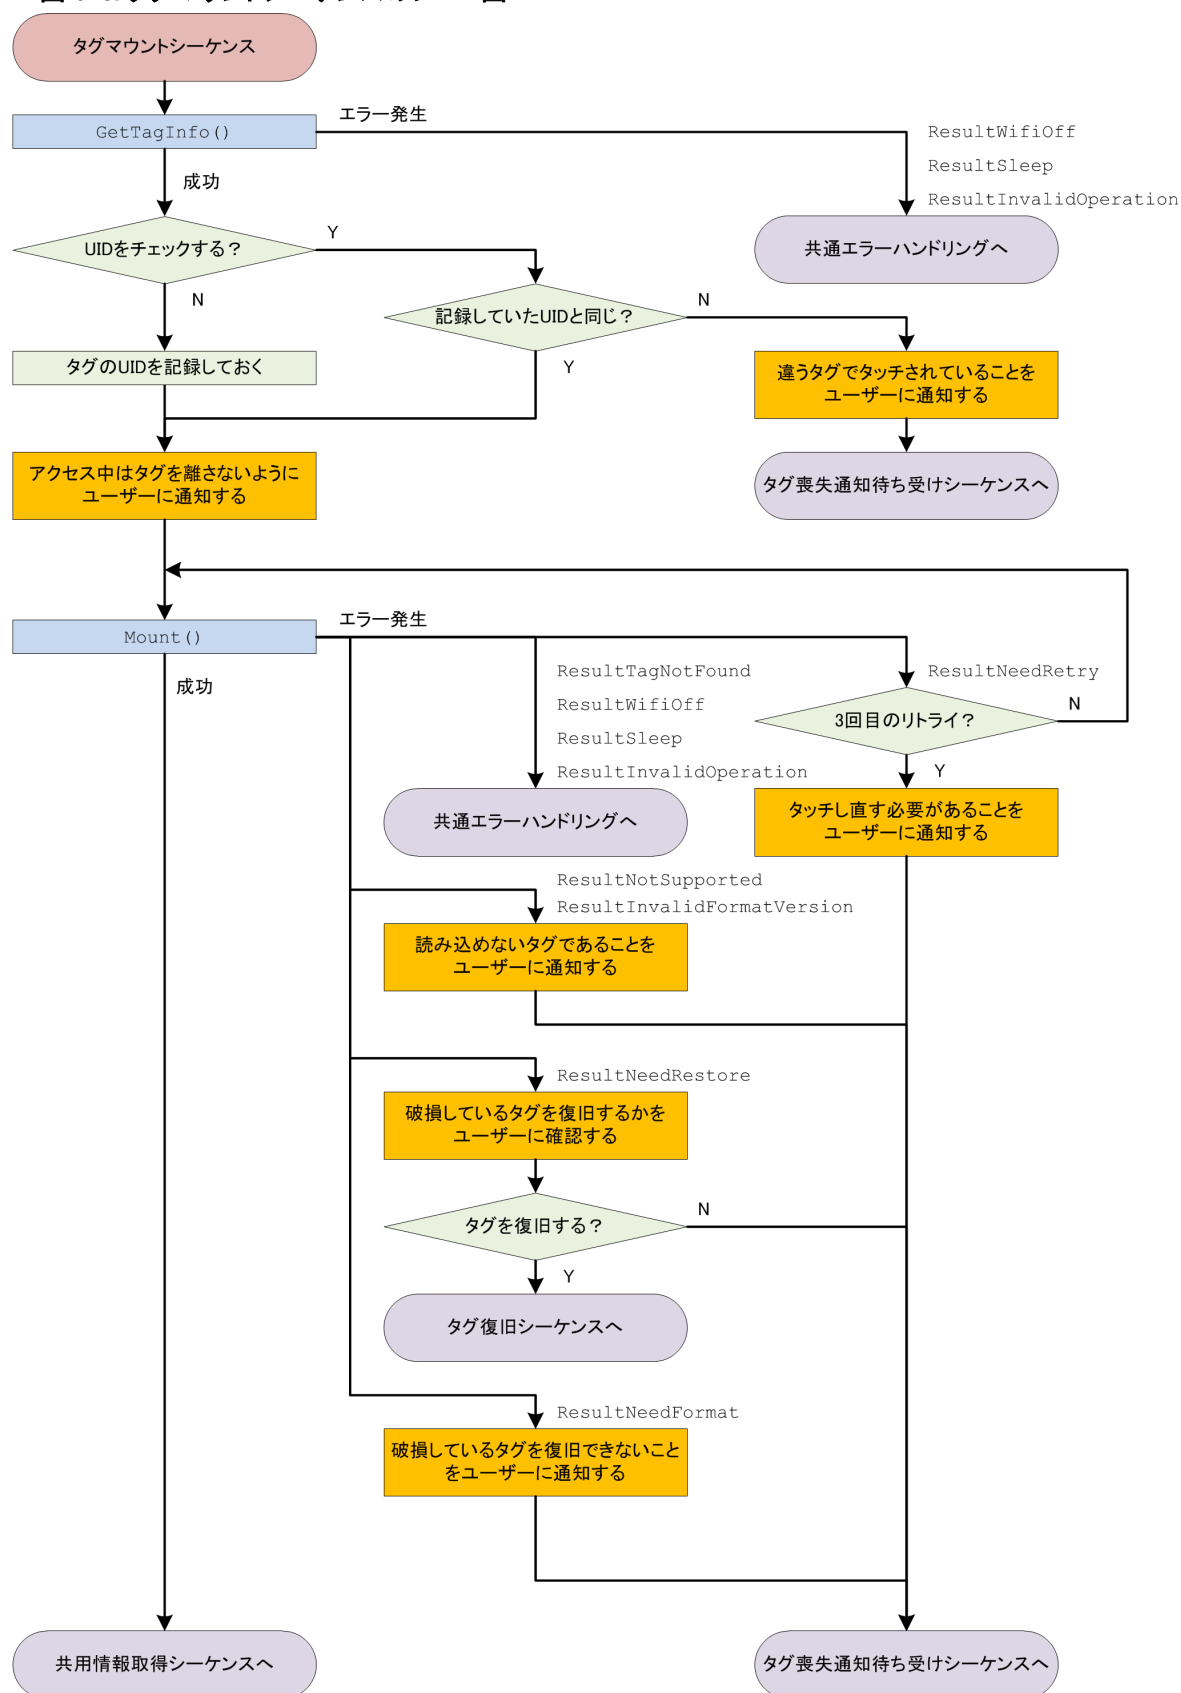 タグマウントシーケンス
GetTagInfo()
エラー発生
ResultWifiOff
ResultSleep
ResultInvalidOperation
成功
UIDをチェックする？
Y
共通エラーハンドリングへ
N
記録していたUIDと同じ？
N
タグのUIDを記録しておく
Y
違うタグでタッチされていることを
ユーザーに通知する
アクセス中はタグを離さないように
ユーザーに通知する
タグ喪失通知待ち受けシーケンスへ
Mount()
エラー発生
成功
ResultTagNotFound
ResultWifiOff
ResultSleep
ResultInvalidOperation
ResultNeedRetry
3回目のリトライ？
N
Y
共通エラーハンドリングへ
タッチし直す必要があることを
ユーザーに通知する
ResultNotSupported
ResultInvalidFormatVersion
読み込めないタグであることを
ユーザーに通知する
ResultNeedRestore
破損しているタグを復旧するかを
ユーザーに確認する
タグを復旧する？
N
Y
タグ復旧シーケンスへ
ResultNeedFormat
破損しているタグを復旧できないこと
をユーザーに通知する
共用情報取得シーケンスへ
タグ喪失通知待ち受けシーケンスへ